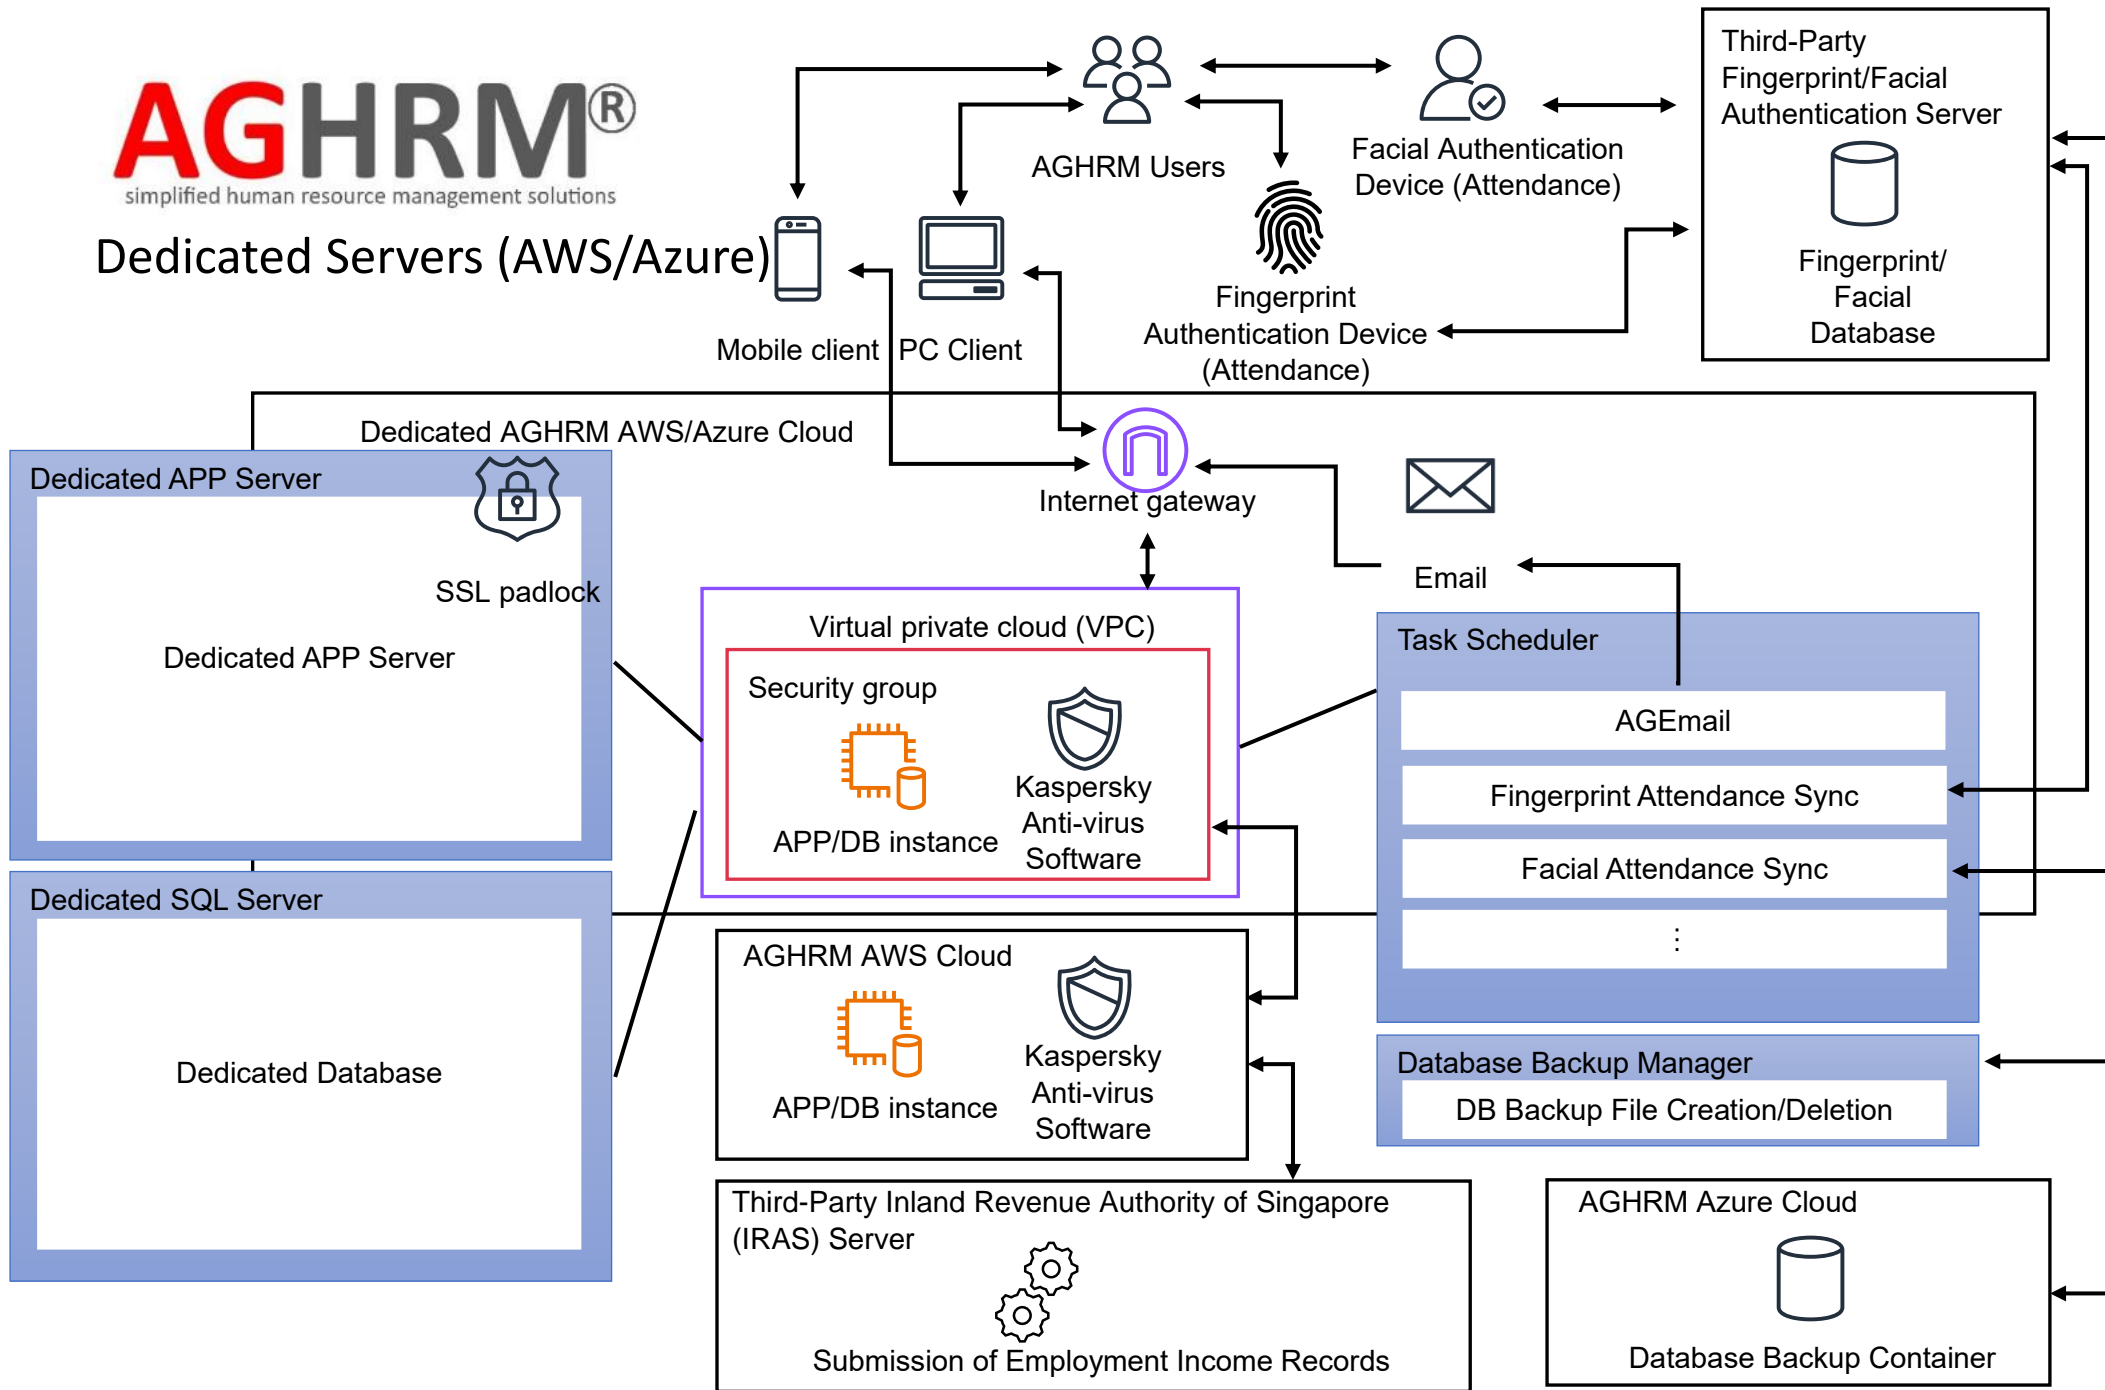 AGHRM®
simplified human resource management solutions
Dedicated Servers (AWS/Azure)
AGHRM Users
Facial Authentication
Device (Attendance)
Third-Party
Fingerprint/Facial
Authentication Server
Fingerprint/
Facial
Database
Mobile client
PC Client
Fingerprint
Authentication Device
(Attendance)
Dedicated AGHRM AWS/Azure Cloud
Internet gateway
Email
Dedicated APP Server
SSL padlock
Dedicated APP Server
Virtual private cloud (VPC)
Security group
APP/DB instance
Kaspersky
Anti-virus
Software
Task Scheduler
AGEmail
Fingerprint Attendance Sync
Facial Attendance Sync
⋮
Dedicated SQL Server
Dedicated Database
AGHRM AWS Cloud
APP/DB instance
Kaspersky
Anti-virus
Software
Database Backup Manager
DB Backup File Creation/Deletion
Third-Party Inland Revenue Authority of Singapore
(IRAS) Server
Submission of Employment Income Records
AGHRM Azure Cloud
Database Backup Container